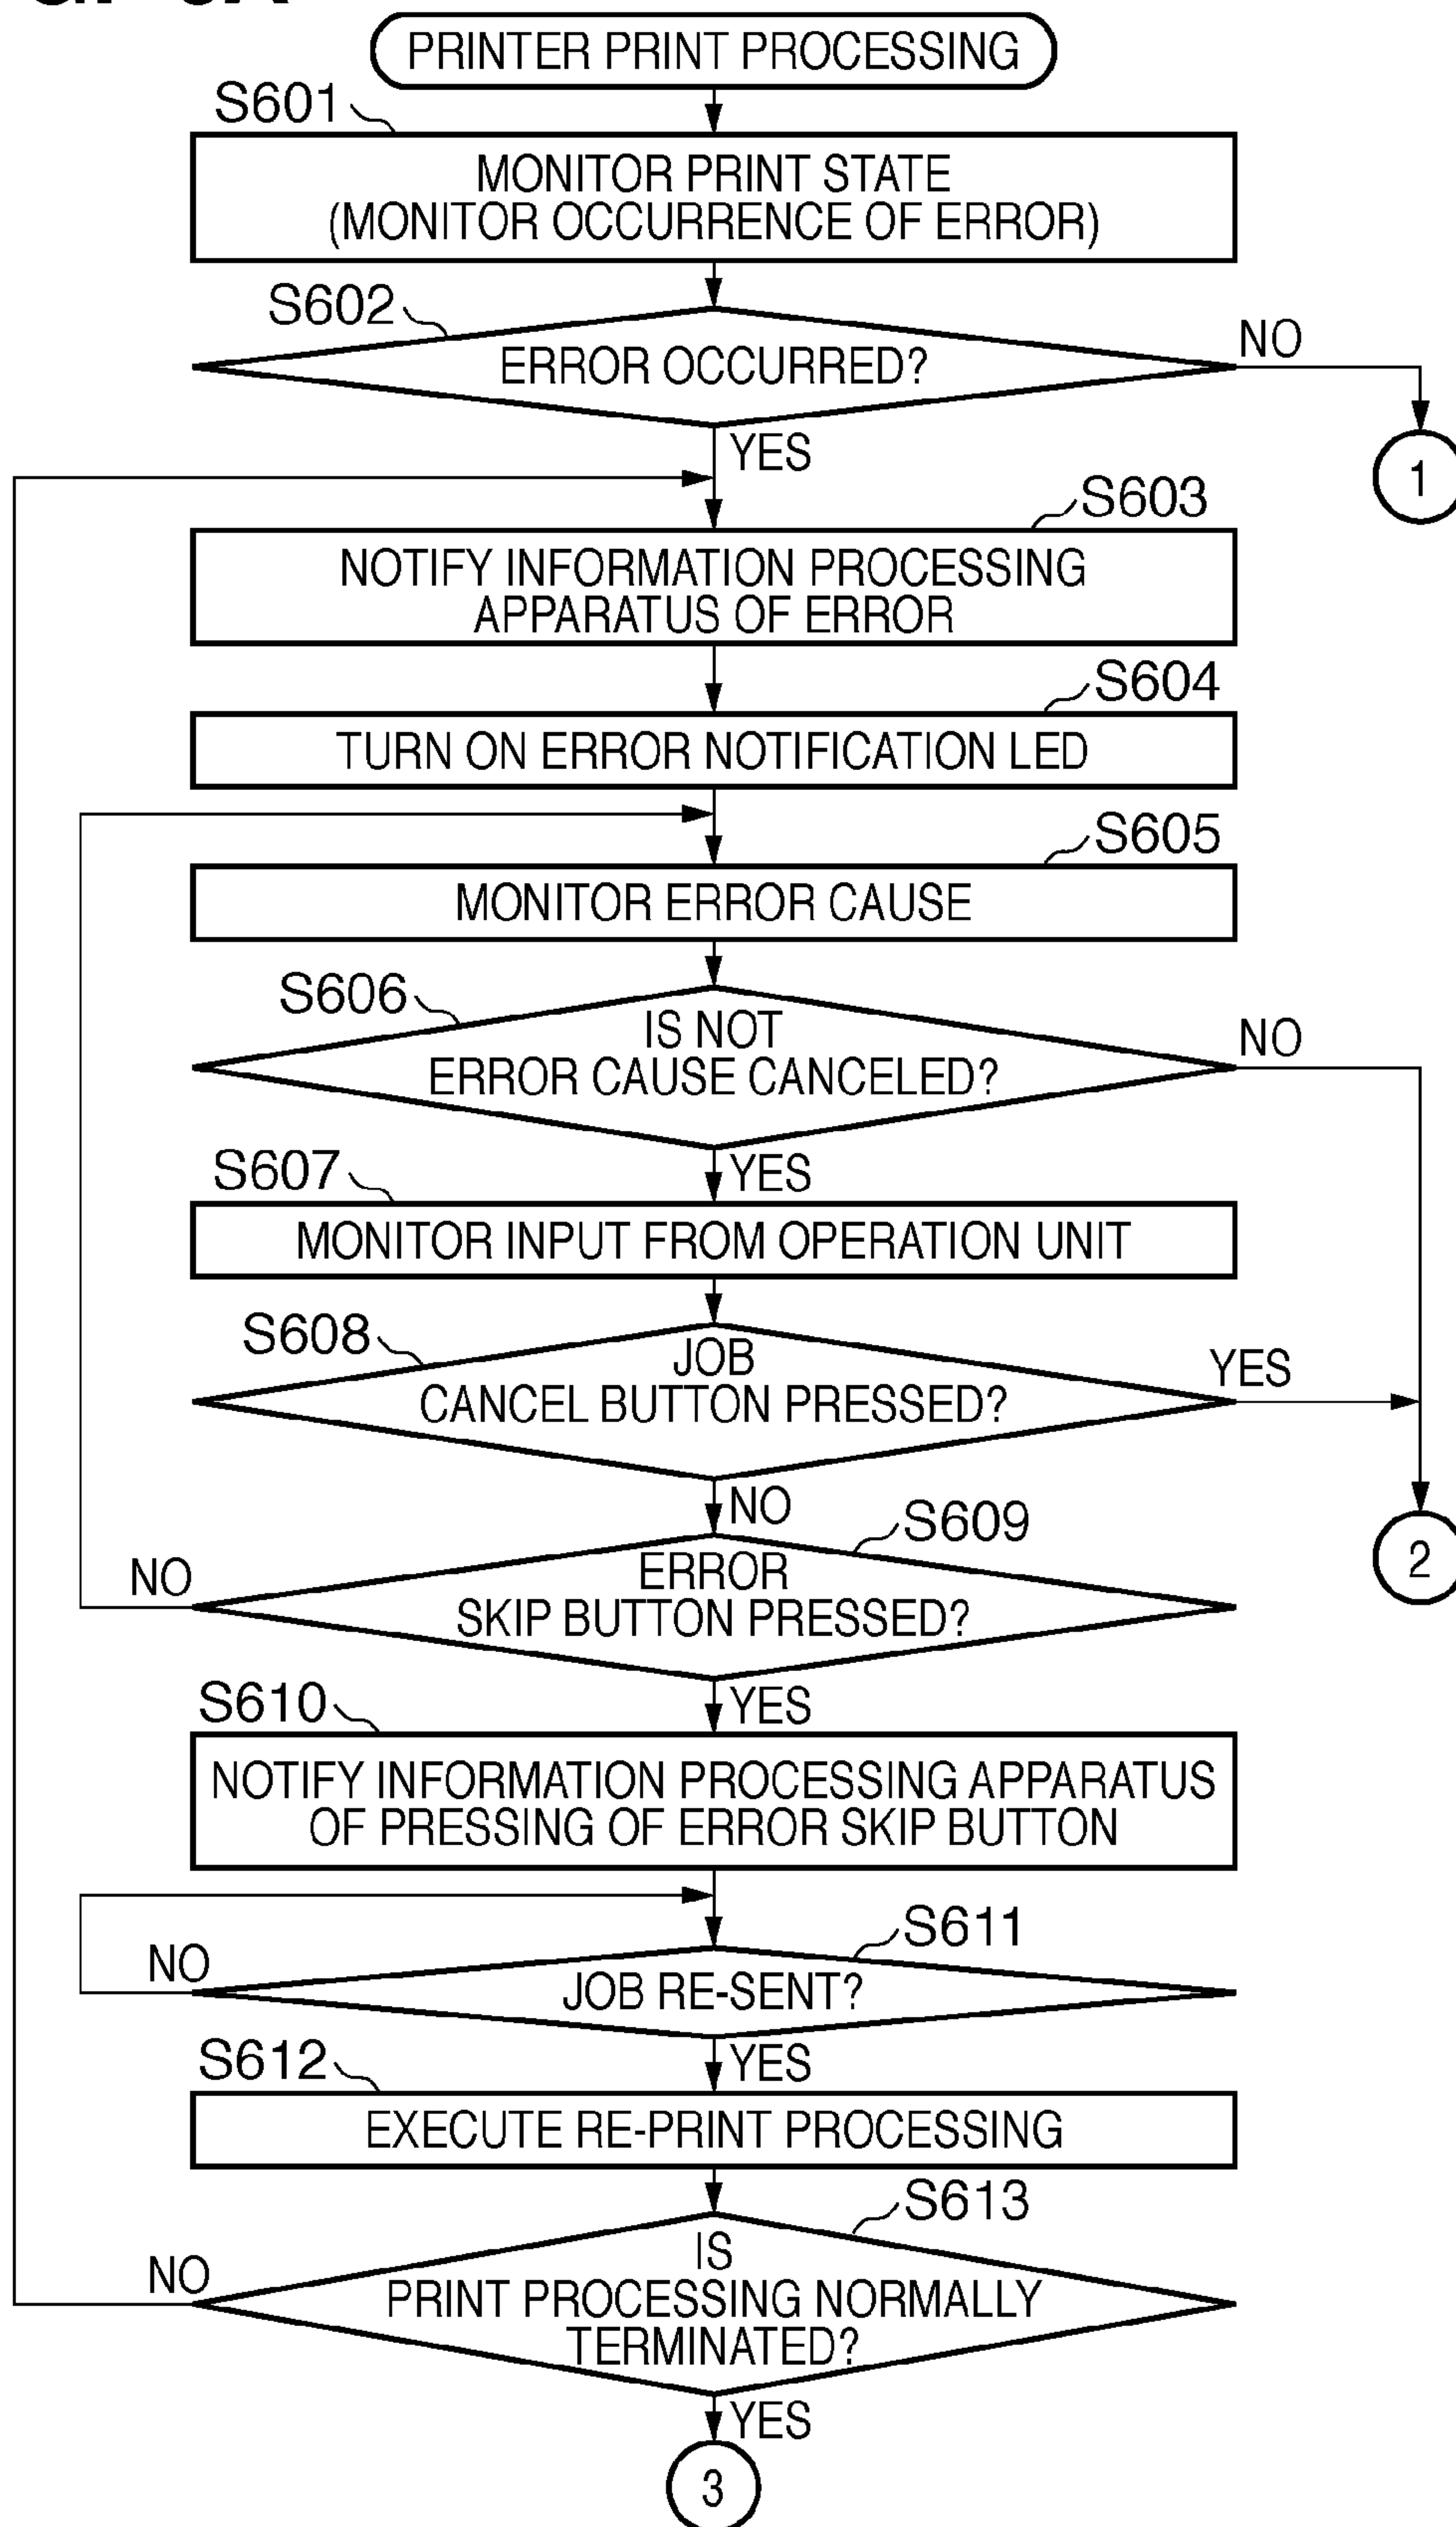 PRINTER PRINT PROCESSING
S601
MONITOR PRINT STATE
(MONITOR OCCURRENCE OF ERROR)
S602
ERROR OCCURRED?
NO
YES
1
S603
NOTIFY INFORMATION PROCESSING
APPARATUS OF ERROR
S604
TURN ON ERROR NOTIFICATION LED
S605
MONITOR ERROR CAUSE
S606
IS NOT
ERROR CAUSE CANCELED?
NO
YES
S607
MONITOR INPUT FROM OPERATION UNIT
S608
JOB
CANCEL BUTTON PRESSED?
YES
NO
S609
ERROR
SKIP BUTTON PRESSED?
NO
2
YES
S610
NOTIFY INFORMATION PROCESSING APPARATUS
OF PRESSING OF ERROR SKIP BUTTON
S611
JOB RE-SENT?
NO
YES
S612
EXECUTE RE-PRINT PROCESSING
S613
IS
PRINT PROCESSING NORMALLY
TERMINATED?
NO
YES
3